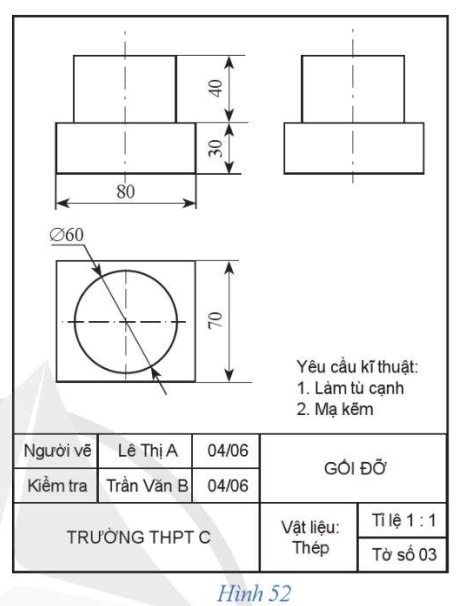 40
30
80
∅60
70
Yêu cầu kĩ thuật:
1. Làm tù cạnh
2. Mạ kẽm
Người vẽ Lê Thị A 04/06
GỐI ĐỠ
Kiểm tra Trần Văn B 04/06
TRƯỜNG THPT C
Vật liệu:
Thép
Tỉ lệ 1 : 1
Tờ số 03
Hình 52